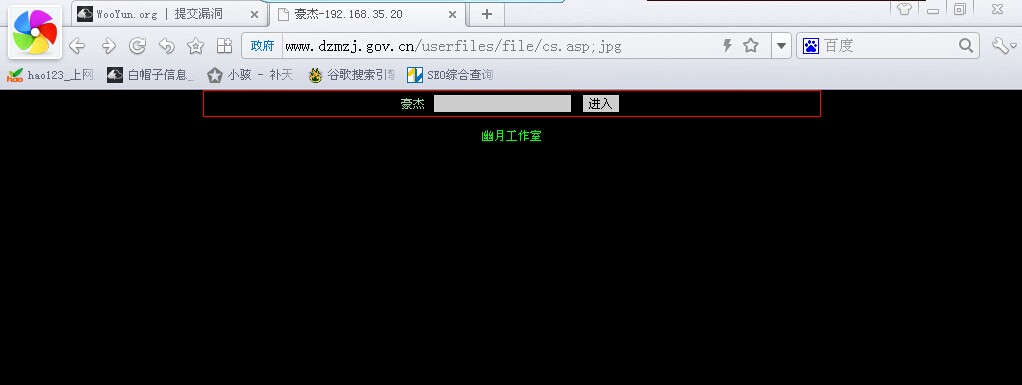 WooYun.org | 提交漏洞
豪杰-192.168.35.20
政府 www.dzmzj.gov.cn/userfiles/file/cs.asp;jpg
百度
hao123_上网 白帽子信息_ 小骇 - 补天 谷歌搜索引擎 SEO综合查询
豪杰 进入
幽月工作室